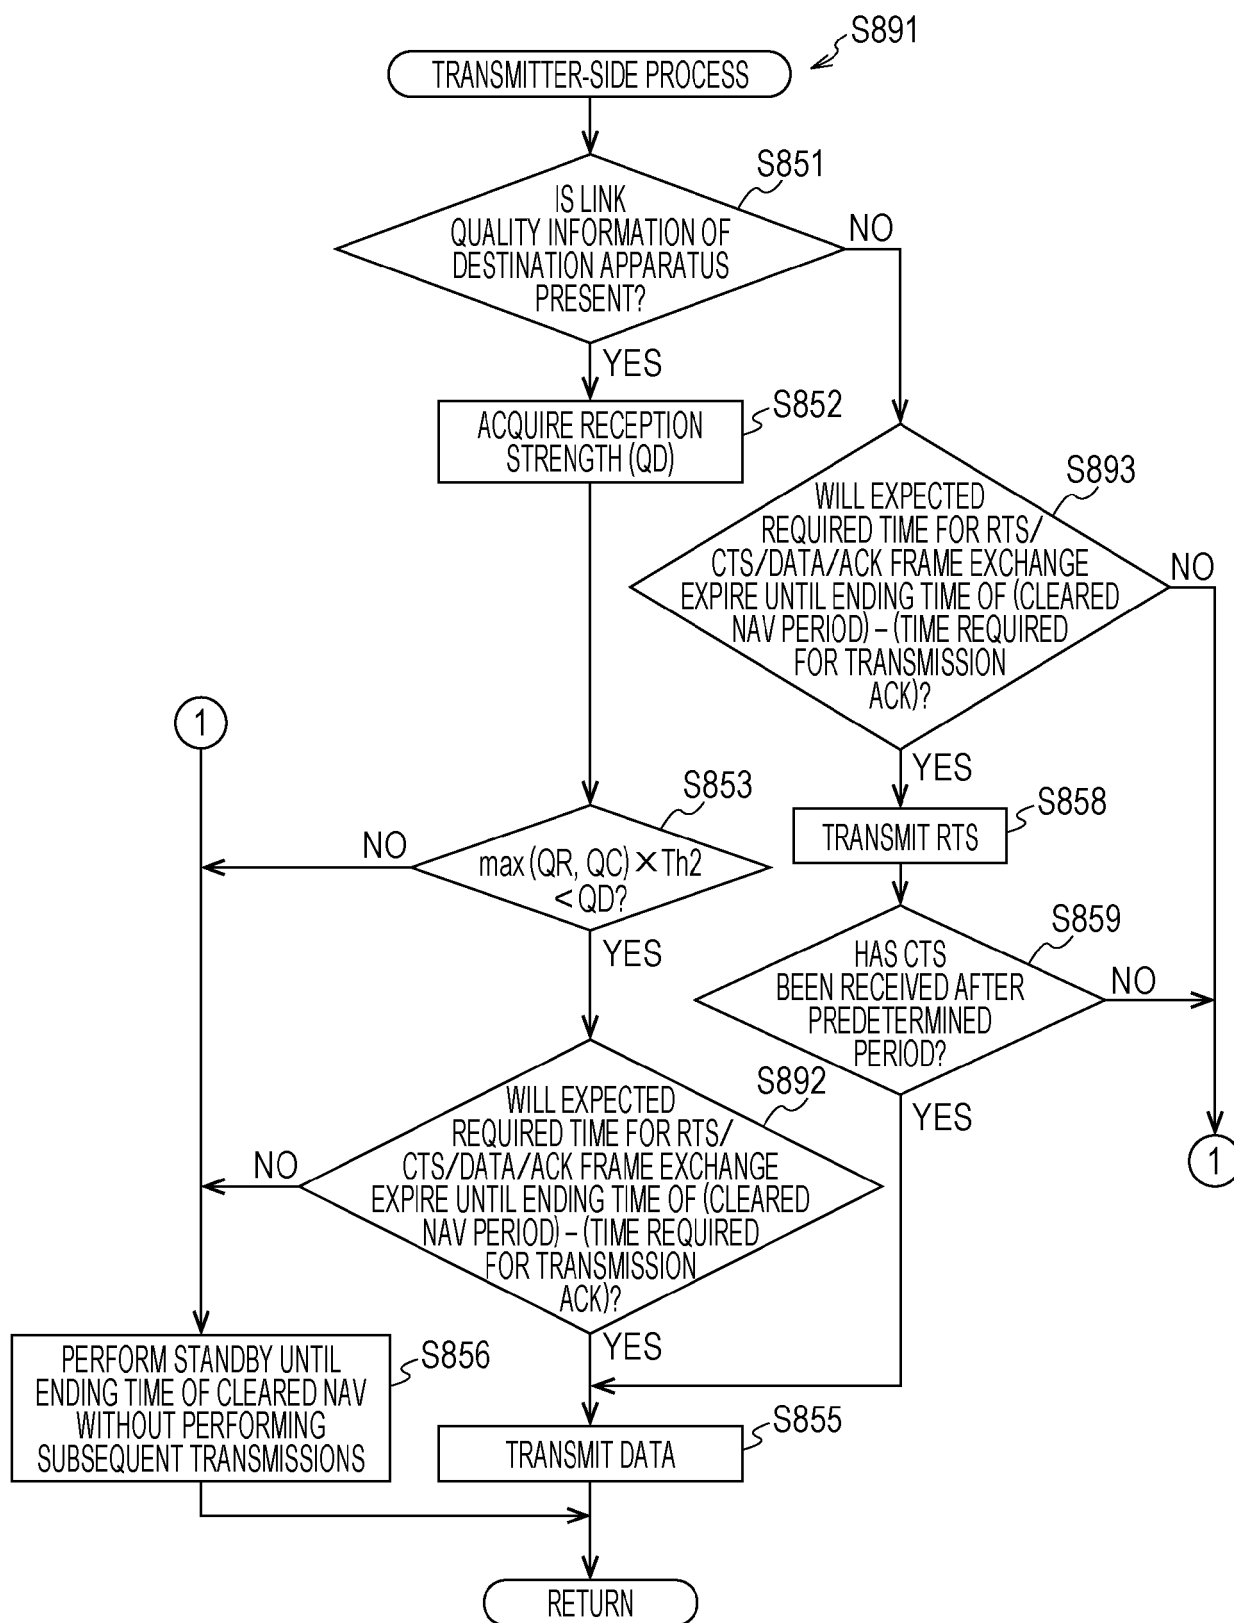 S891
TRANSMITTER-SIDE PROCESS
S851
IS LINK
QUALITY INFORMATION OF
DESTINATION APPARATUS
PRESENT?
NO
YES
S852
ACQUIRE RECEPTION
STRENGTH (QD)
S893
WILL EXPECTED
REQUIRED TIME FOR RTS/
CTS/DATA/ACK FRAME EXCHANGE
EXPIRE UNTIL ENDING TIME OF (CLEARED
NAV PERIOD) – (TIME REQUIRED
FOR TRANSMISSION
ACK)?
NO
YES
1
S853
max (QR, QC) × Th2
< QD?
NO
YES
S858
TRANSMIT RTS
S859
HAS CTS
BEEN RECEIVED AFTER
PREDETERMINED
PERIOD?
NO
YES
1
S892
WILL EXPECTED
REQUIRED TIME FOR RTS/
CTS/DATA/ACK FRAME EXCHANGE
EXPIRE UNTIL ENDING TIME OF (CLEARED
NAV PERIOD) – (TIME REQUIRED
FOR TRANSMISSION
ACK)?
NO
YES
S856
PERFORM STANDBY UNTIL
ENDING TIME OF CLEARED NAV
WITHOUT PERFORMING
SUBSEQUENT TRANSMISSIONS
S855
TRANSMIT DATA
RETURN